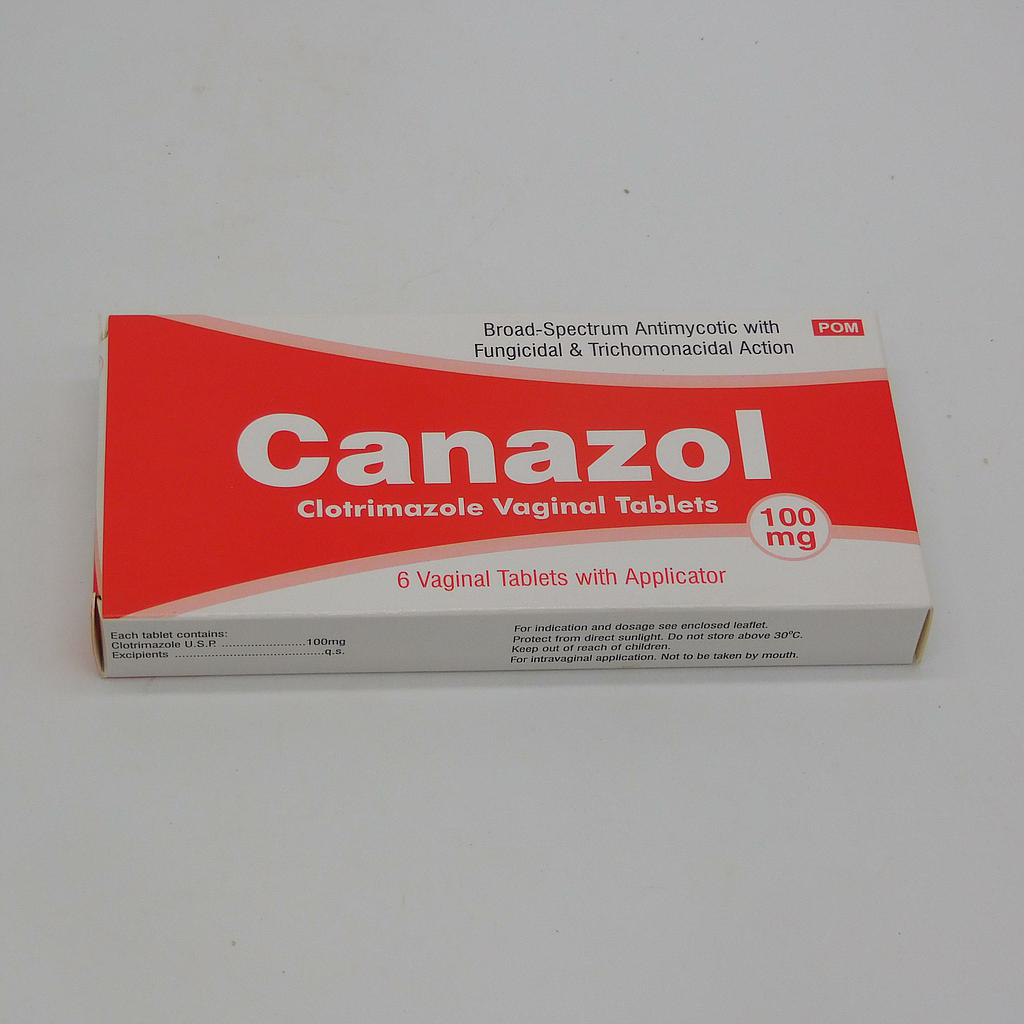 Broad-Spectrum Antimycotic with
Fungicidal & Trichomonacidal Action
POM
Canazol
Clotrimazole Vaginal Tablets
100
mg
6 Vaginal Tablets with Applicator
Each tablet contains:
Clotrimazole U.S.P. ........................100mg
Excipients ..........................................q.s.
For indication and dosage see enclosed leaflet.
Protect from direct sunlight. Do not store above 30ºC.
Keep out of reach of children.
For intravaginal application. Not to be taken by mouth.